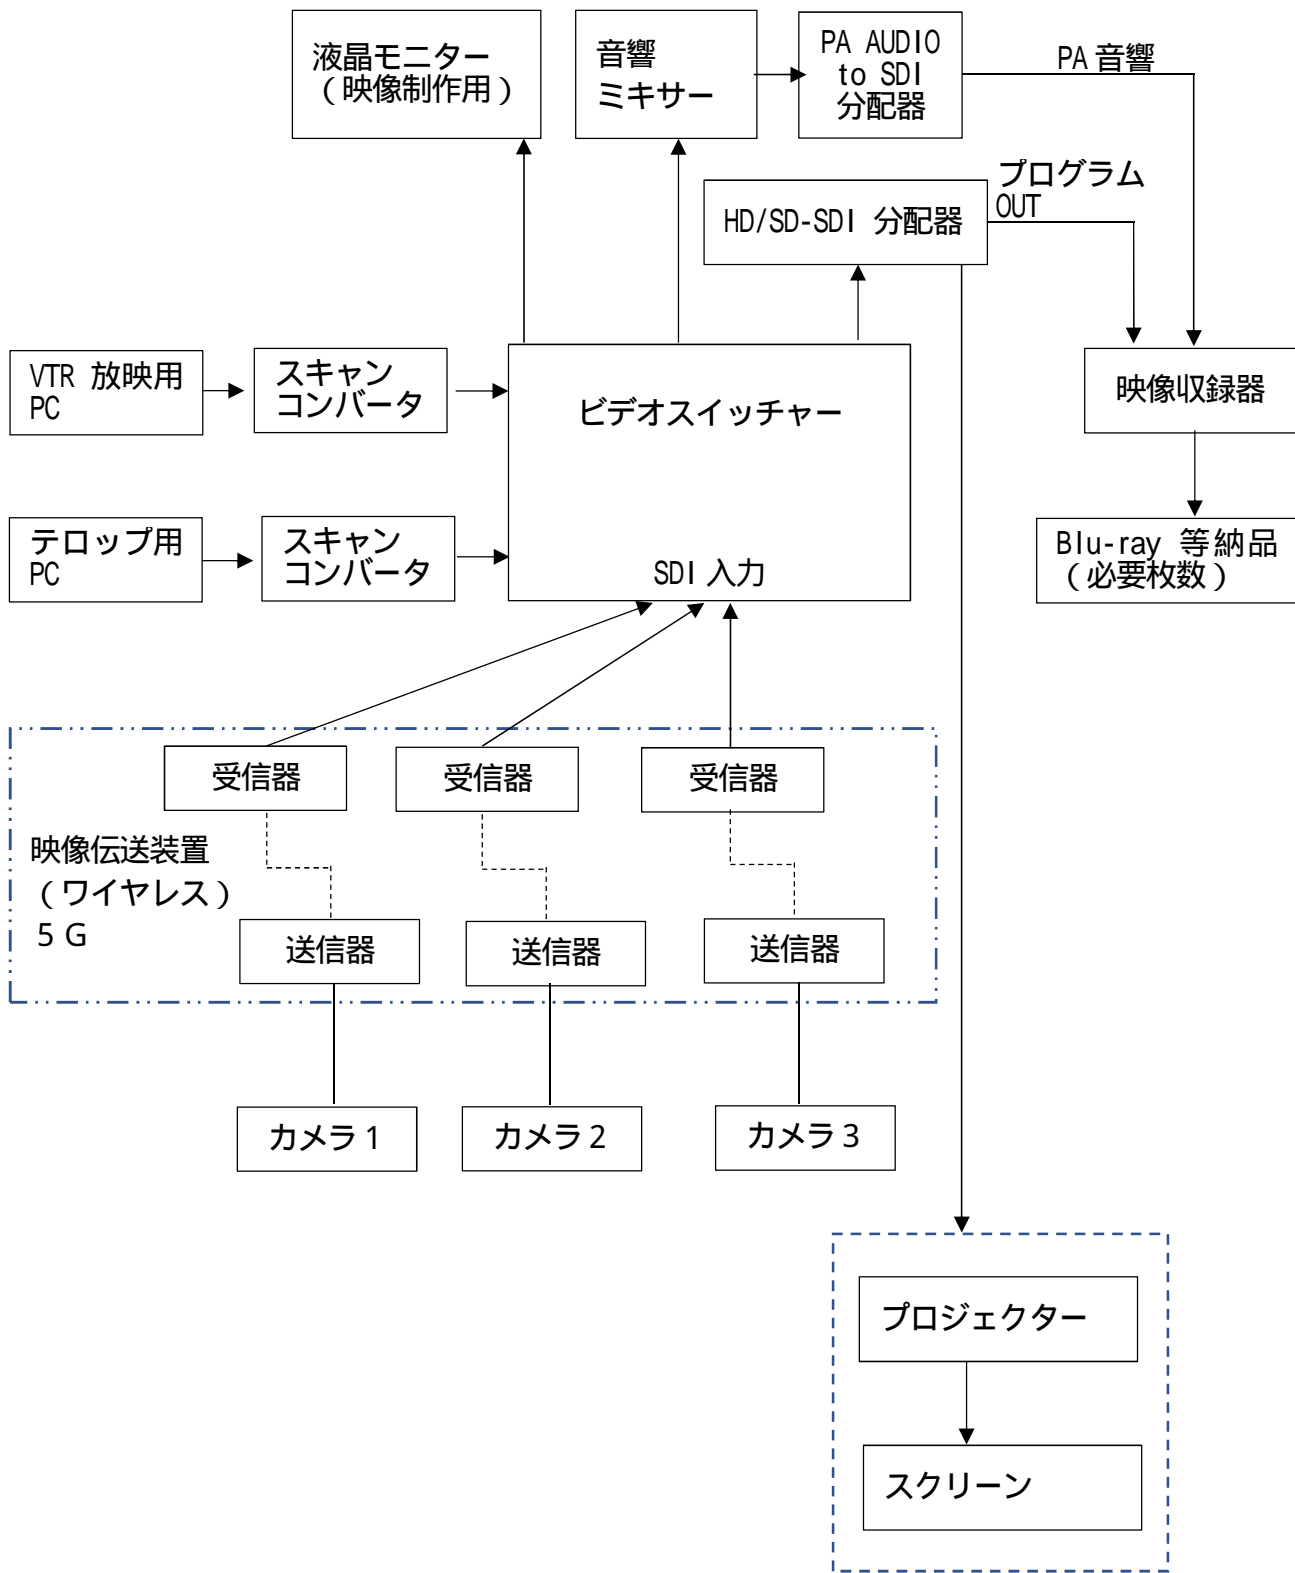 液晶モニター
（映像制作用）
音響
ミキサー
PA AUDIO
to SDI
分配器
PA 音響
プログラム
OUT
HD/SD-SDI 分配器
VTR 放映用
PC
スキャン
コンバータ
ビデオスイッチャー
映像収録器
テロップ用
PC
スキャン
コンバータ
SDI 入力
Blu-ray 等納品
（必要枚数）
受信器
受信器
受信器
映像伝送装置
（ワイヤレス）
5 G
送信器
送信器
送信器
カメラ 1
カメラ 2
カメラ 3
プロジェクター
スクリーン